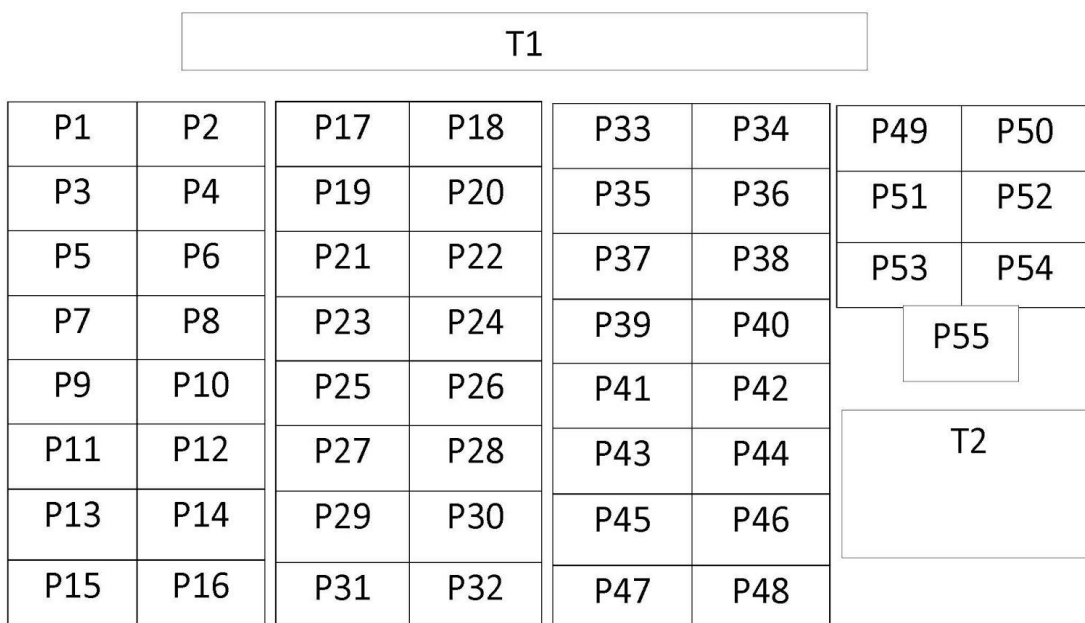 T1
P1 P2 P17 P18 P33 P34 P49 P50
P3 P4 P19 P20 P35 P36 P51 P52
P5 P6 P21 P22 P37 P38 P53 P54
P7 P8 P23 P24 P39 P40 P55
P9 P10 P25 P26 P41 P42
P11 P12 P27 P28 P43 P44 T2
P13 P14 P29 P30 P45 P46
P15 P16 P31 P32 P47 P48